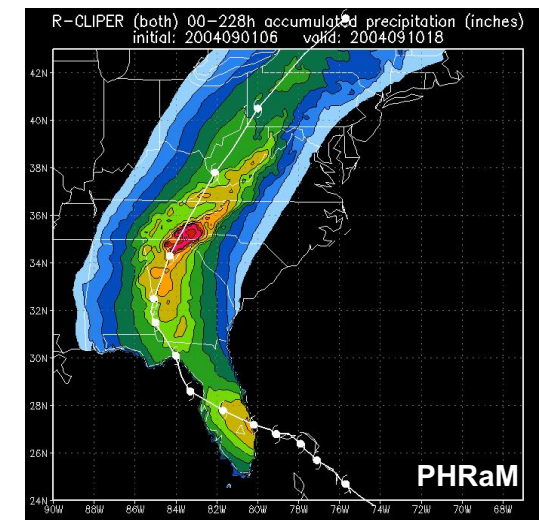 R-CLIPER (both) 00-228h accumulated precipitation (inches)
initial: 2004090106 valid: 2004091018
42N
40N
38N
36N
34N
32N
30N
28N
26N
24N
PHRaM
90W 88W 86W 84W 82W 80W 78W 76W 74W 72W 70W 68W